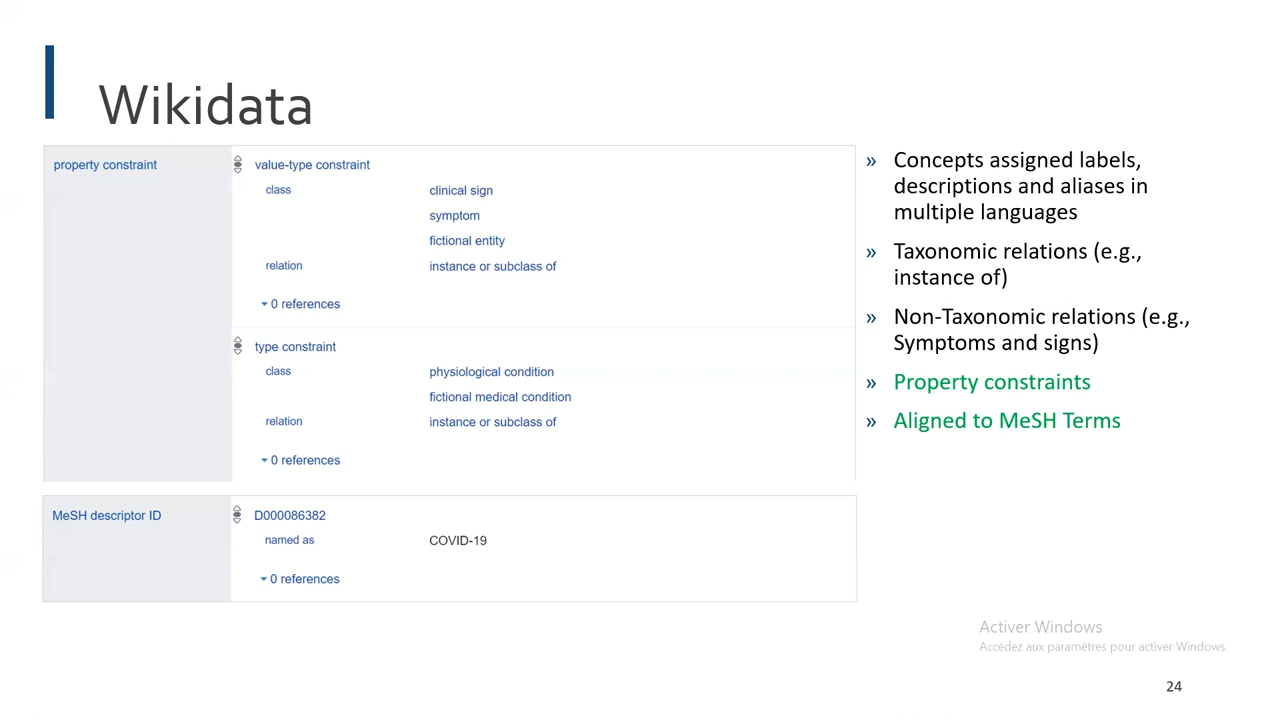 Wikidata
property constraint
value-type constraint
class
clinical sign
symptom
fictional entity
relation
instance or subclass of
0 references
type constraint
class
physiological condition
fictional medical condition
relation
instance or subclass of
0 references
MeSH descriptor ID
D000086382
named as
COVID-19
0 references
» Concepts assigned labels,
descriptions and aliases in
multiple languages
» Taxonomic relations (e.g.,
instance of)
» Non-Taxonomic relations (e.g.,
Symptoms and signs)
» Property constraints
» Aligned to MeSH Terms
Activer Windows
Accédez aux paramètres pour activer Windows.
24